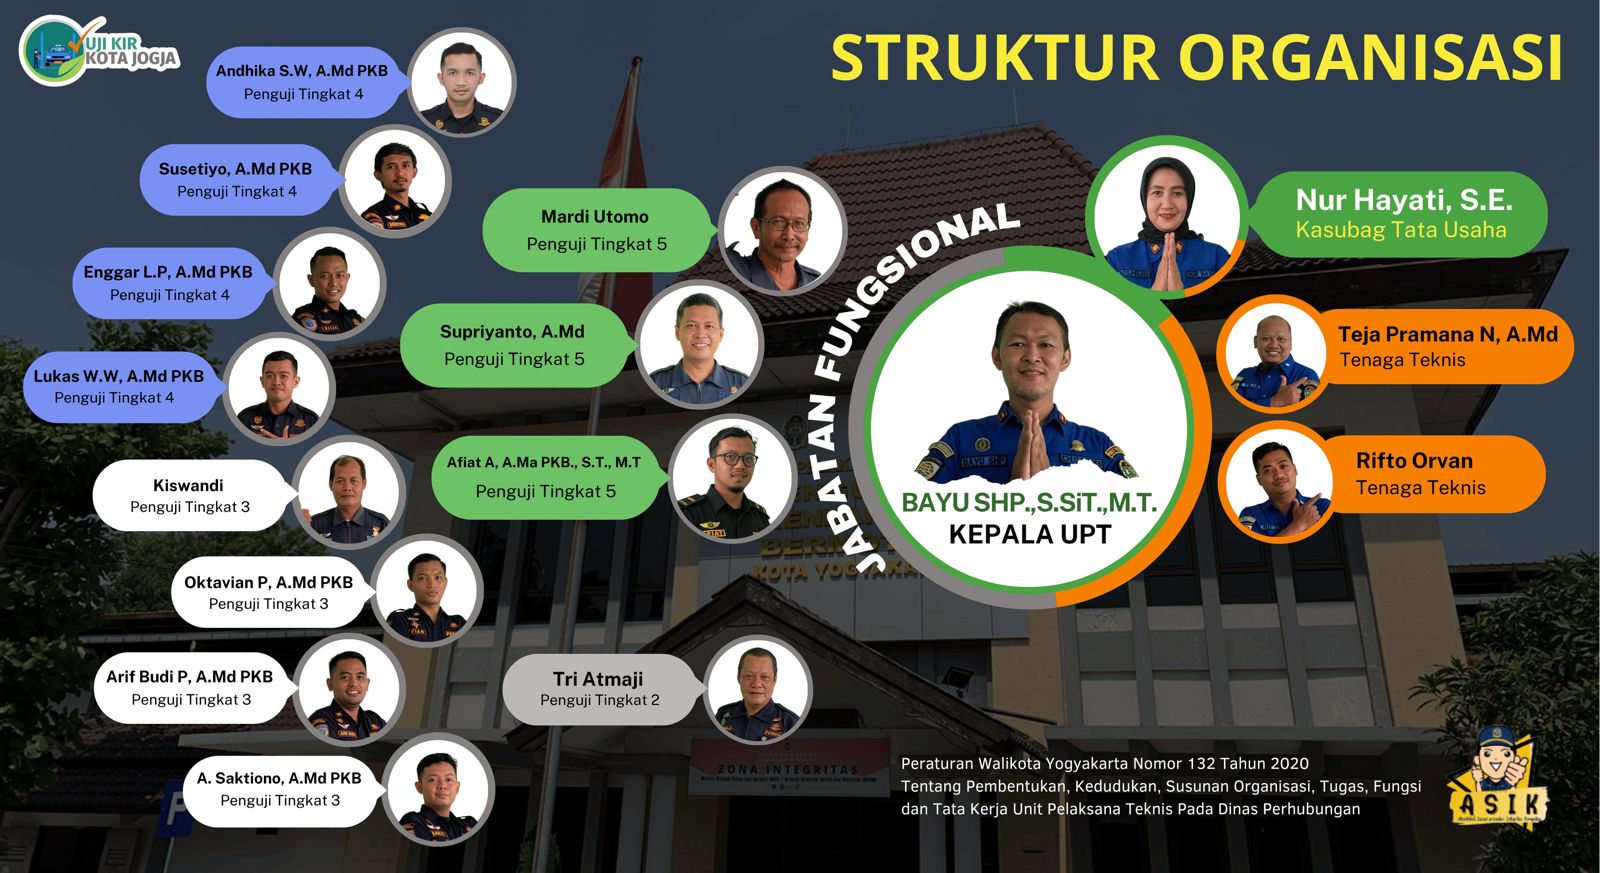 UJI KIR
KOTA JOGJA
STRUKTUR ORGANISASI
Andhika S.W, A.Md PKB
Penguji Tingkat 4
Susetiyo, A.Md PKB
Penguji Tingkat 4
Enggar L.P, A.Md PKB
Penguji Tingkat 4
Lukas W.W, A.Md PKB
Penguji Tingkat 4
Kiswandi
Penguji Tingkat 3
Oktavian P, A.Md PKB
Penguji Tingkat 3
Arif Budi P, A.Md PKB
Penguji Tingkat 3
A. Saktiono, A.Md PKB
Penguji Tingkat 3
Mardi Utomo
Penguji Tingkat 5
Supriyanto, A.Md
Penguji Tingkat 5
Afiat A, A.Ma PKB., S.T., M.T
Penguji Tingkat 5
Tri Atmaji
Penguji Tingkat 2
JABATAN FUNGSIONAL
BAYU SHP
BAYU SHP.,S.SiT.,M.T.
KEPALA UPT
Nur Hayati, S.E.
Kasubag Tata Usaha
Teja Pramana N, A.Md
Tenaga Teknis
Rifto Orvan
Tenaga Teknis
KOTA YOGYAKA
ZONA INTEGRITAS
P
Peraturan Walikota Yogyakarta Nomor 132 Tahun 2020
Tentang Pembentukan, Kedudukan, Susunan Organisasi, Tugas, Fungsi
dan Tata Kerja Unit Pelaksana Teknis Pada Dinas Perhubungan
ASIK